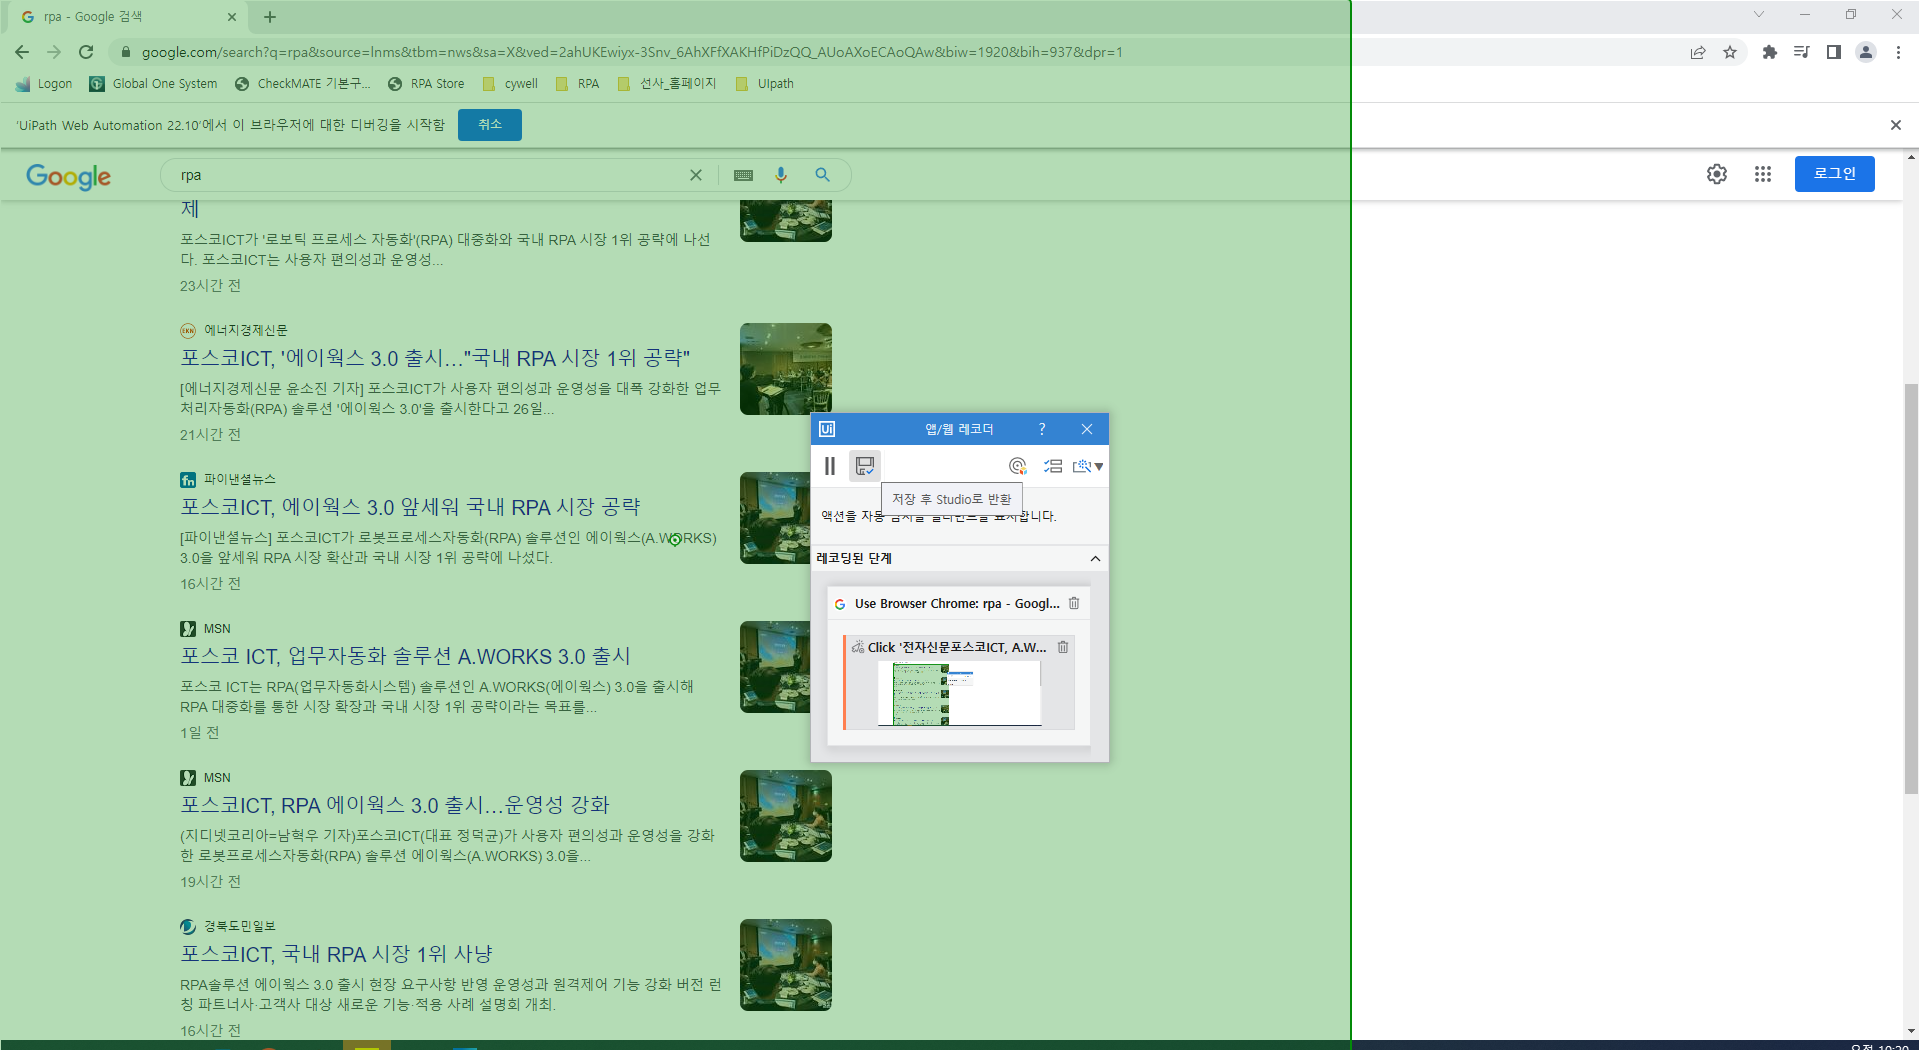 rpa - Google 검색
google.com/search?q=rpa&source=lnms&tbm=nws&sa=X&ved=2ahUKEwiyx-3Snv_6AhXFfXAKHfPiDzQQ_AUoAXoECAoQAw&biw=1920&bih=937&dpr=1
Logon Global One System CheckMATE 기본구... RPA Store cywell RPA 선사_홈페이지 UIpath
'UiPath Web Automation 22.10'에서 이 브라우저에 대한 디버깅을 시작함 취소
Google rpa 로그인
제
포스코ICT가 '로보틱 프로세스 자동화'(RPA) 대중화와 국내 RPA 시장 1위 공략에 나선
다. 포스코ICT는 사용자 편의성과 운영성...
23시간 전
EKN 에너지경제신문
포스코ICT, '에이웍스 3.0 출시..."국내 RPA 시장 1위 공략"
[에너지경제신문 윤소진 기자] 포스코ICT가 사용자 편의성과 운영성을 대폭 강화한 업무
처리자동화(RPA) 솔루션 '에이웍스 3.0'을 출시한다고 26일...
21시간 전
fn 파이낸셜뉴스
포스코ICT, 에이웍스 3.0 앞세워 국내 RPA 시장 공략
[파이낸셜뉴스] 포스코ICT가 로봇프로세스자동화(RPA) 솔루션인 에이웍스(A.WORKS)
3.0을 앞세워 RPA 시장 확산과 국내 시장 1위 공략에 나섰다.
16시간 전
MSN
포스코 ICT, 업무자동화 솔루션 A.WORKS 3.0 출시
포스코 ICT는 RPA(업무자동화시스템) 솔루션인 A.WORKS(에이웍스) 3.0을 출시해
RPA 대중화를 통한 시장 확장과 국내 시장 1위 공략이라는 목표를...
1일 전
MSN
포스코ICT, RPA 에이웍스 3.0 출시...운영성 강화
(지디넷코리아=남혁우 기자)포스코ICT(대표 정덕균)가 사용자 편의성과 운영성을 강화
한 로봇프로세스자동화(RPA) 솔루션 에이웍스(A.WORKS) 3.0을...
19시간 전
경북도민일보
포스코ICT, 국내 RPA 시장 1위 사냥
RPA솔루션 에이웍스 3.0 출시 현장 요구사항 반영 운영성과 원격제어 기능 강화 버전 런
칭 파트너사·고객사 대상 새로운 기능·적용 사례 설명회 개최.
16시간 전
Ui 앱/웹 레코더 ?
저장 후 Studio로 반환
액션을 자동
레코딩된 단계
Use Browser Chrome: rpa - Googl...
Click '전자신문포스코ICT, A.W...